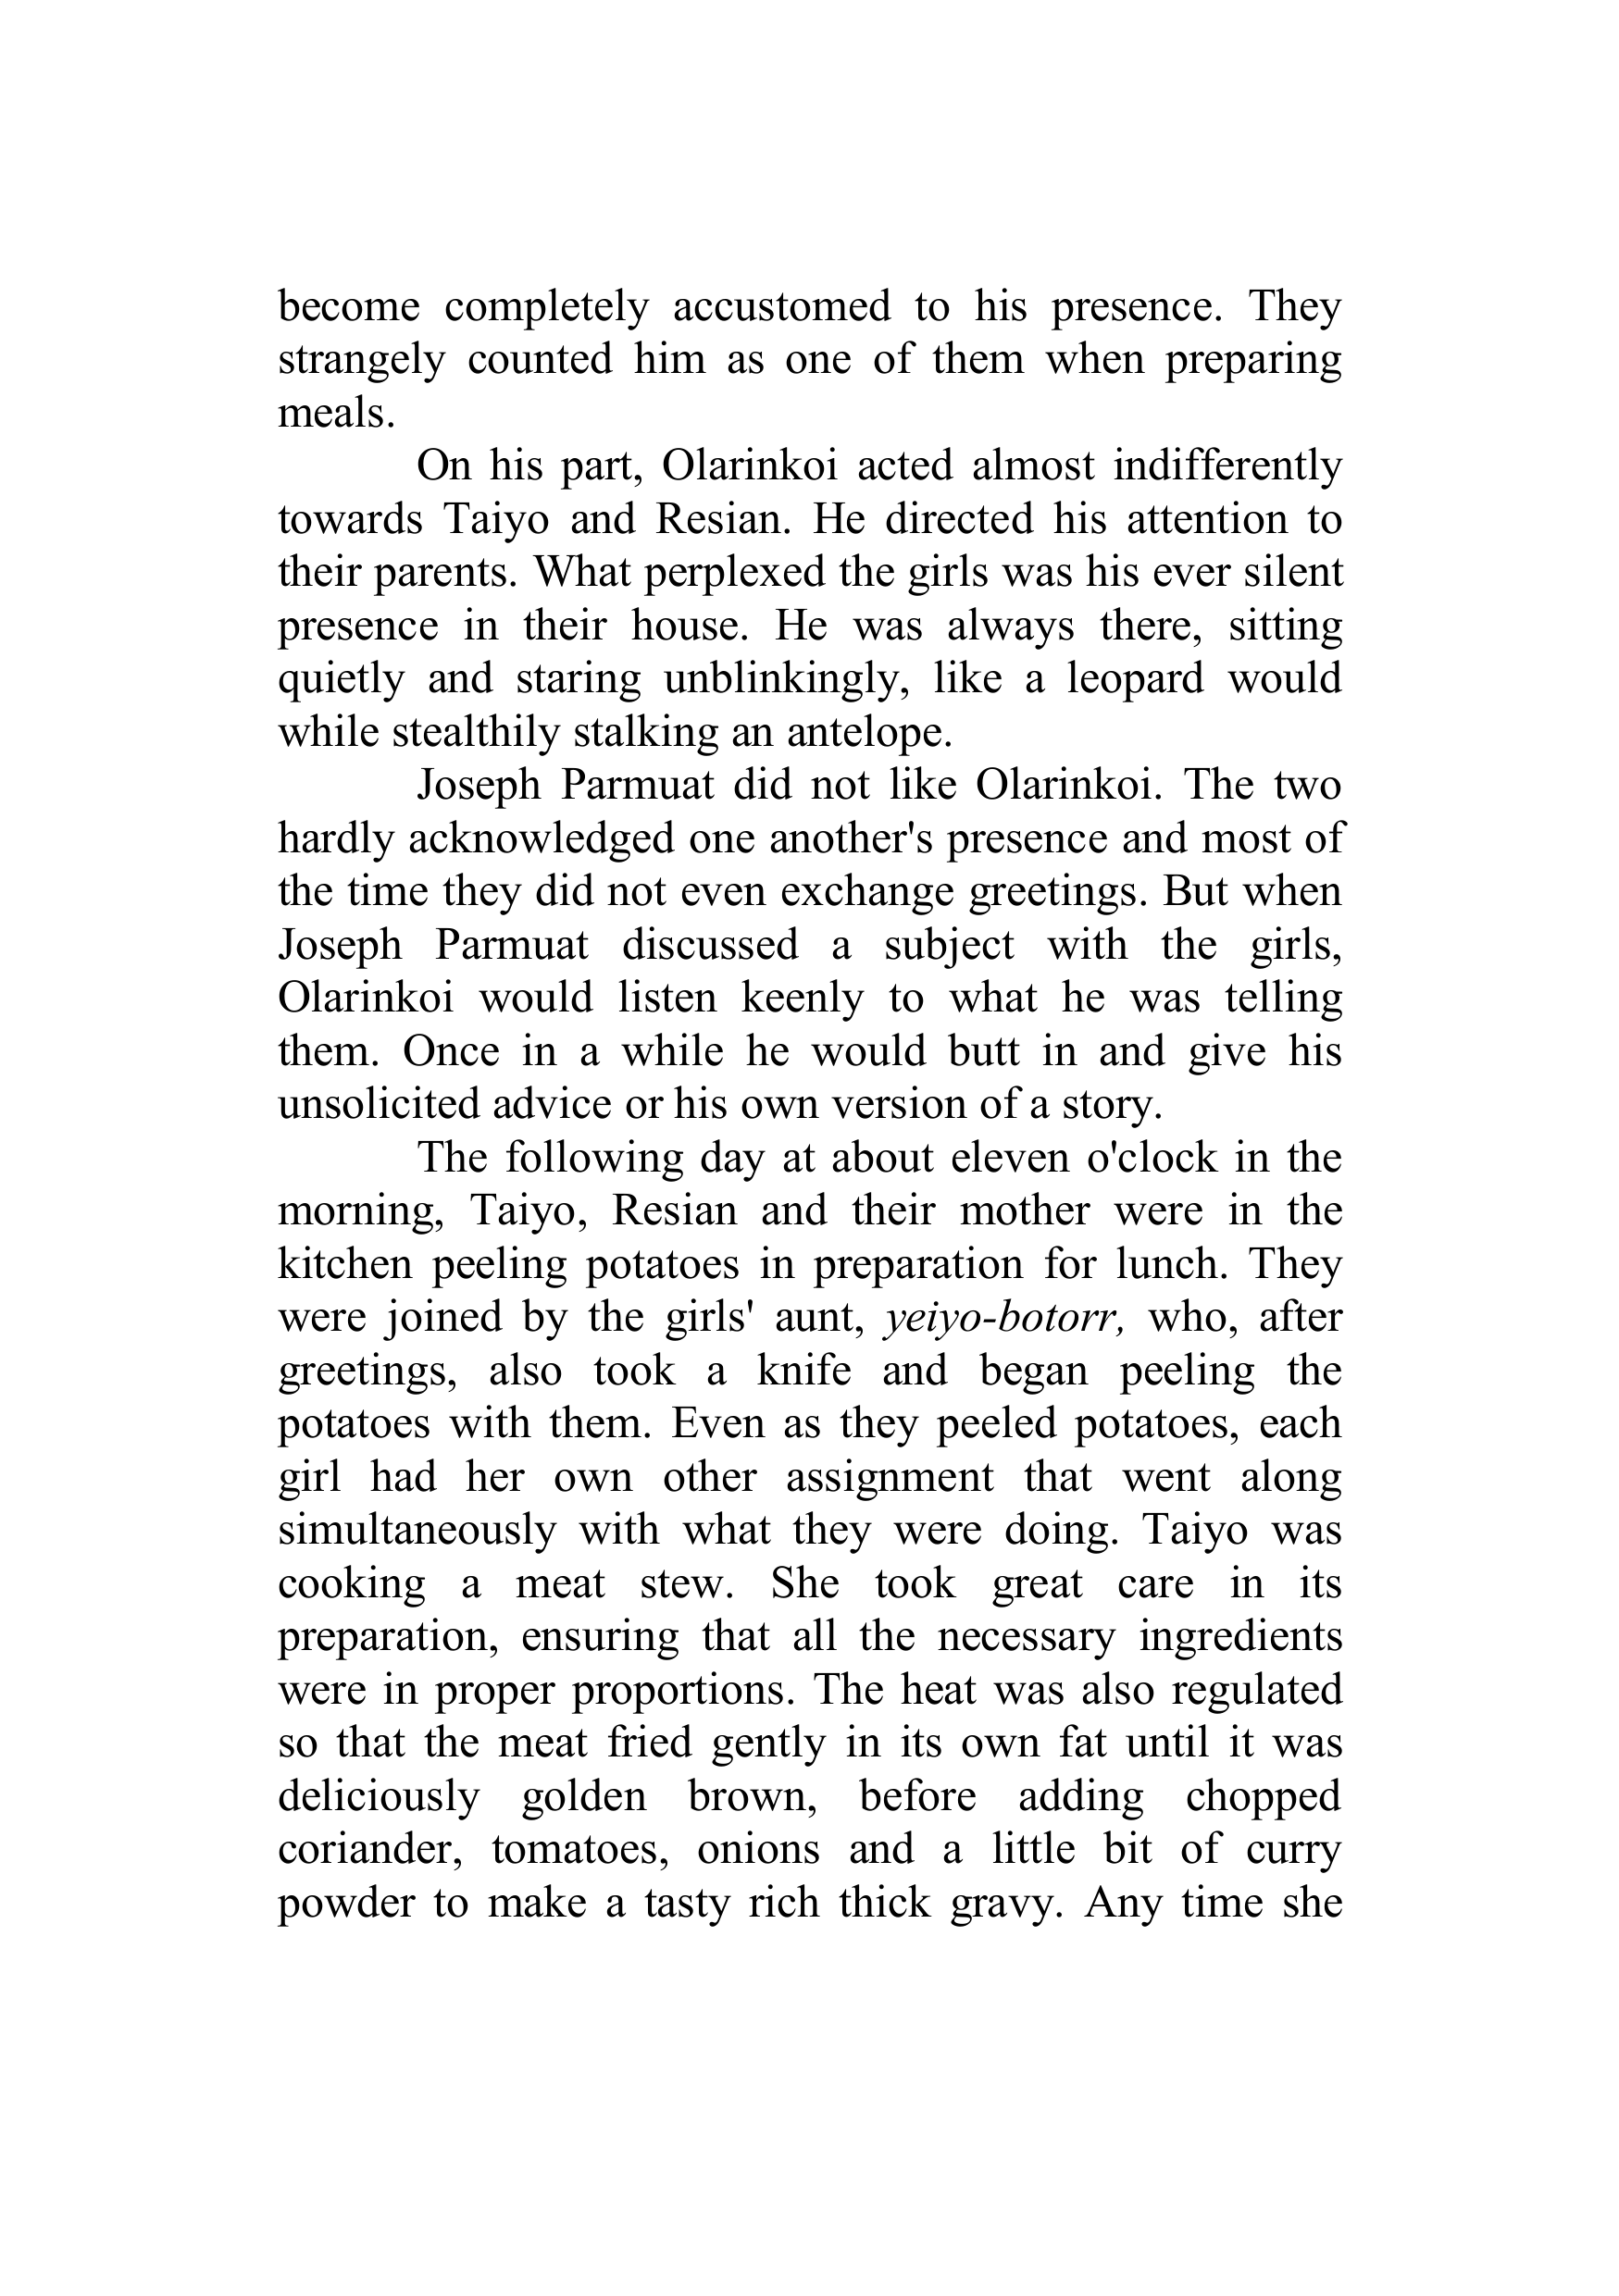 become completely accustomed to his presence. They
strangely counted him as one of them when preparing
meals.
On his part, Olarinkoi acted almost indifferently
towards Taiyo and Resian. He directed his attention to
their parents. What perplexed the girls was his ever silent
presence in their house. He was always there, sitting
quietly and staring unblinkingly, like a leopard would
while stealthily stalking an antelope.
Joseph Parmuat did not like Olarinkoi. The two
hardly acknowledged one another's presence and most of
the time they did not even exchange greetings. But when
Joseph Parmuat discussed a subject with the girls,
Olarinkoi would listen keenly to what he was telling
them. Once in a while he would butt in and give his
unsolicited advice or his own version of a story.
The following day at about eleven o'clock in the
morning, Taiyo, Resian and their mother were in the
kitchen peeling potatoes in preparation for lunch. They
were joined by the girls' aunt, yeiyo-botorr, who, after
greetings, also took a knife and began peeling the
potatoes with them. Even as they peeled potatoes, each
girl had her own other assignment that went along
simultaneously with what they were doing. Taiyo was
cooking a meat stew. She took great care in its
preparation, ensuring that all the necessary ingredients
were in proper proportions. The heat was also regulated
so that the meat fried gently in its own fat until it was
deliciously golden brown, before adding chopped
coriander, tomatoes, onions and a little bit of curry
powder to make a tasty rich thick gravy. Any time she